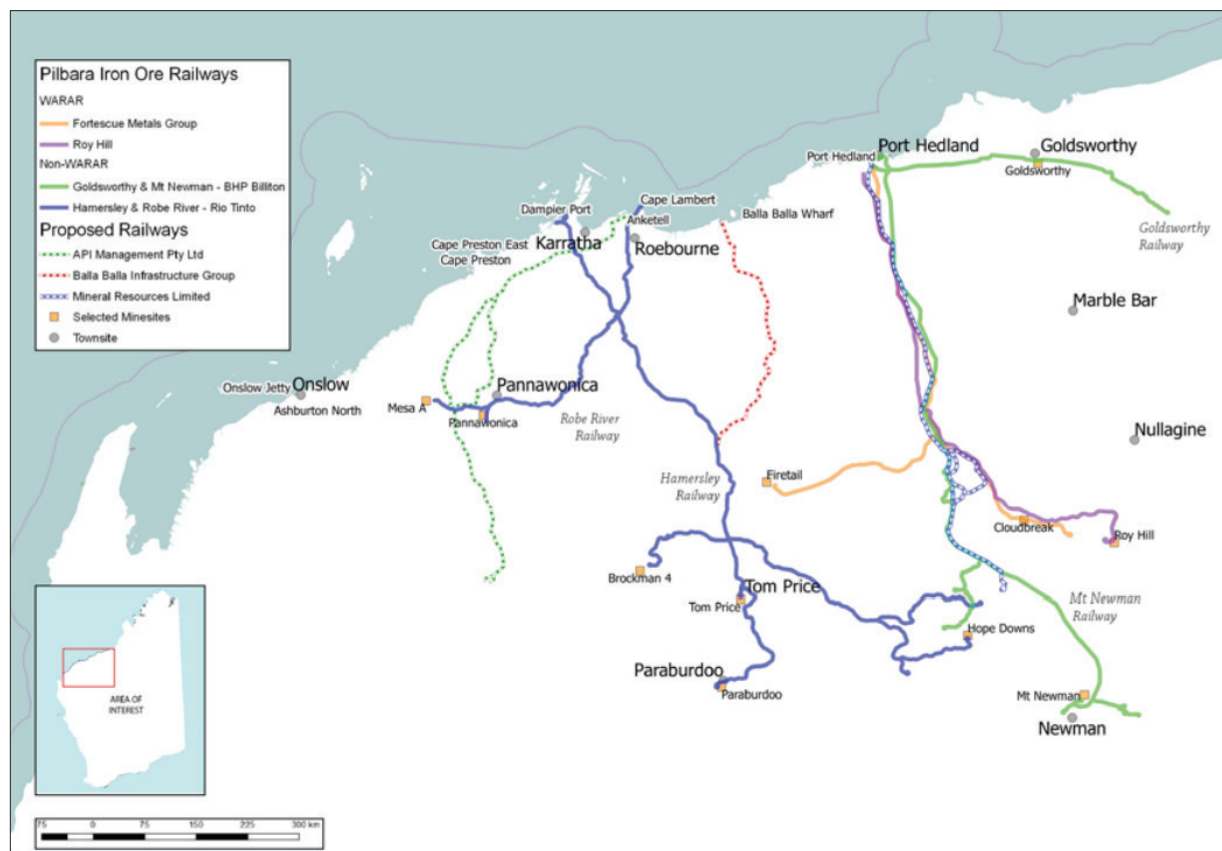 Pilbara Iron Ore Railways
WARAR
Fortescue Metals Group
Roy Hill
Non-WARAR
Goldsworthy & Mt Newman - BHP Billiton
Hamersley & Robe River - Rio Tinto
Proposed Railways
API Management Pty Ltd
Balla Balla Infrastructure Group
Mineral Resources Limited
Selected Minesites
Townsite
Port Hedland
Port Hedland
Goldsworthy
Goldsworthy
Goldsworthy
Railway
Dampier Port
Cape Lambert
Anketell
Balla Balla Wharf
Cape Preston East
Karratha
Roebourne
Cape Preston
Marble Bar
Onslow Jetty
Onslow
Ashburton North
Mesa A
Pannawonica
Pannawonica
Robe River
Railway
Nullagine
Hamersley
Railway
Firetail
Cloudbreak
Roy Hill
Brockman 4
Tom Price
Tom Price
Mt Newman
Railway
Hope Downs
Paraburdoo
Paraburdoo
Mt Newman
Newman
AREA OF
INTEREST
75 0 75 150 225 300 km